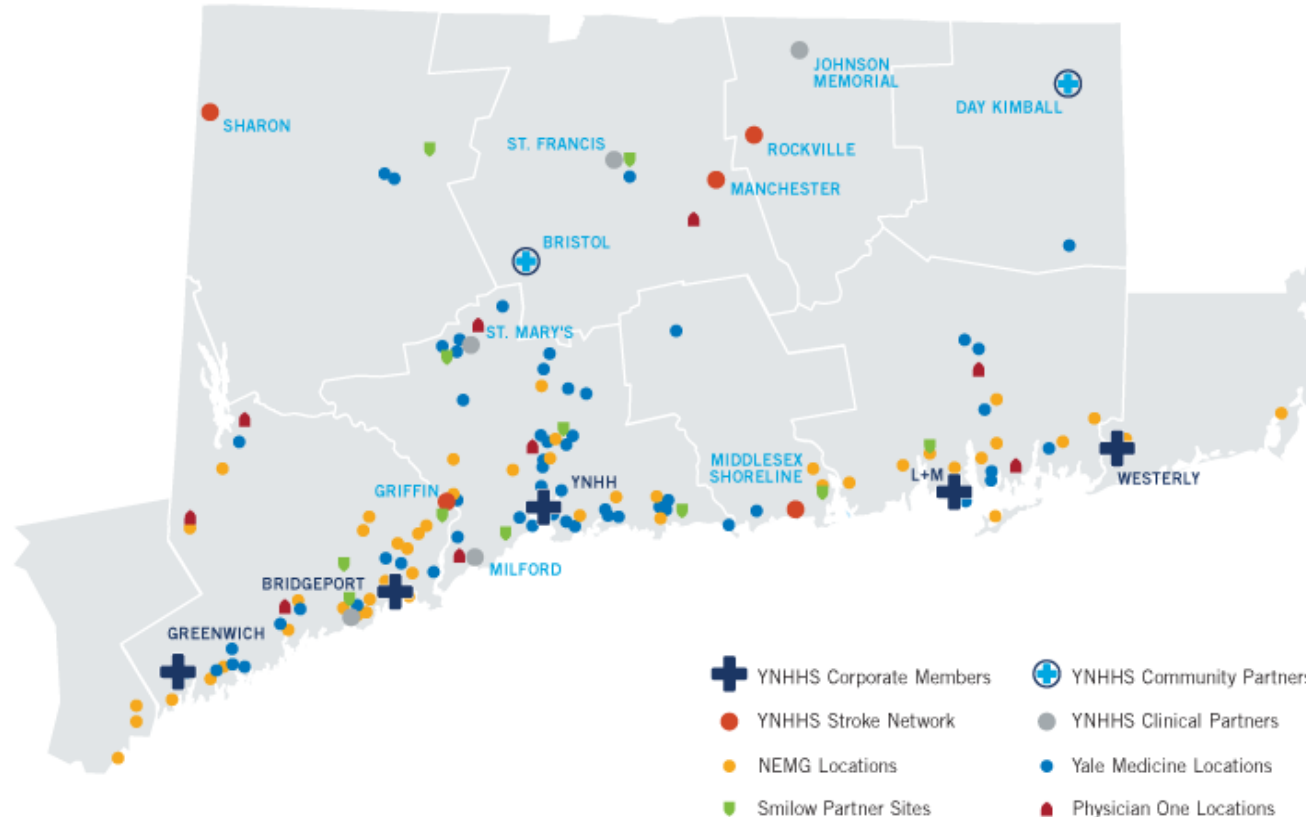 JOHNSON
MEMORIAL
DAY KIMBALL
SHARON
ST. FRANCIS
ROCKVILLE
MANCHESTER
BRISTOL
ST. MARY'S
MIDDLESEX
SHORELINE
GRIFFIN
YNHH
L+M
WESTERLY
MILFORD
BRIDGEPORT
GREENWICH
YNHHS Corporate Members
YNHHS Community Partners
YNHHS Stroke Network
YNHHS Clinical Partners
NEMG Locations
Yale Medicine Locations
Smilow Partner Sites
Physician One Locations